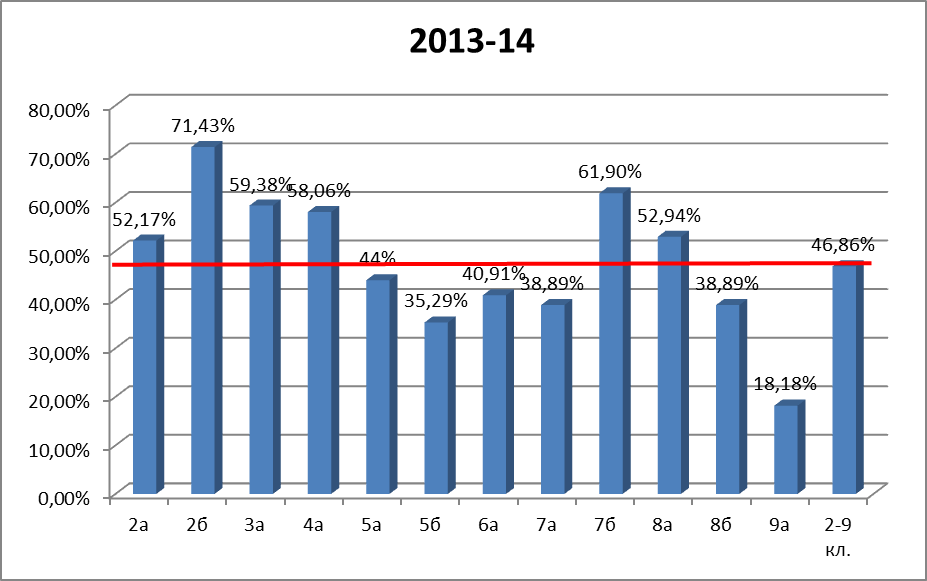 2013-14
80,00%
70,00%
60,00%
50,00%
40,00%
30,00%
20,00%
10,00%
0,00%
52,17%
71,43%
59,38%
58,06%
44%
35,29%
40,91%
38,89%
61,90%
52,94%
38,89%
18,18%
46,86%
2а
2б
3а
4а
5а
5б
6а
7а
7б
8а
8б
9а
2-9
кл.